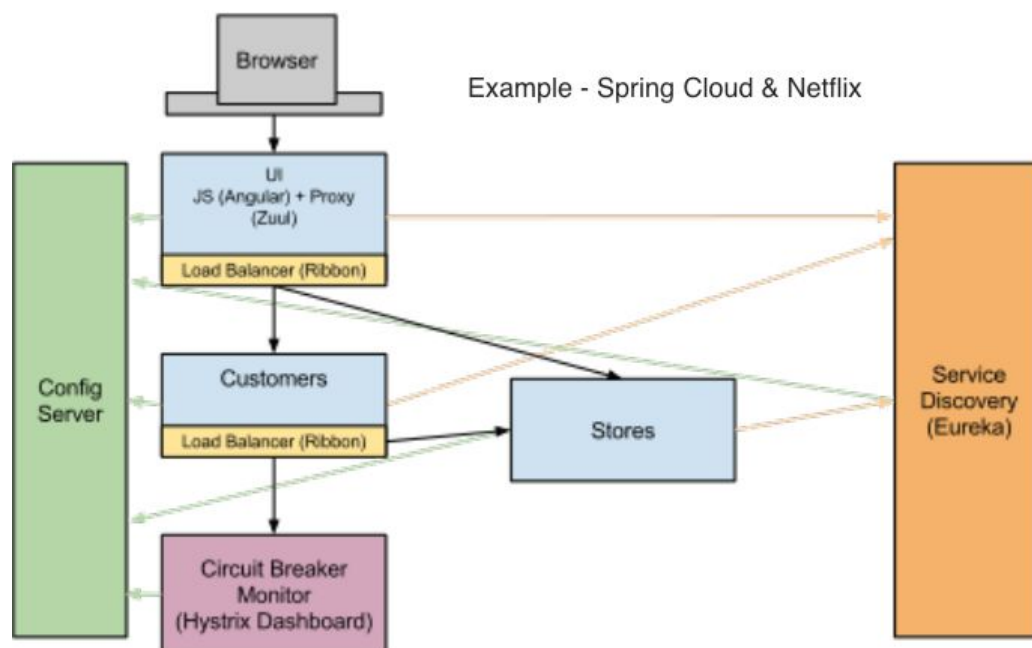 Browser
Example - Spring Cloud & Netflix
UI
JS (Angular) + Proxy
(Zuul)
Load Balancer (Ribbon)
Config
Server
Customers
Load Balancer (Ribbon)
Stores
Service
Discovery
(Eureka)
Circuit Breaker
Monitor
(Hystrix Dashboard)